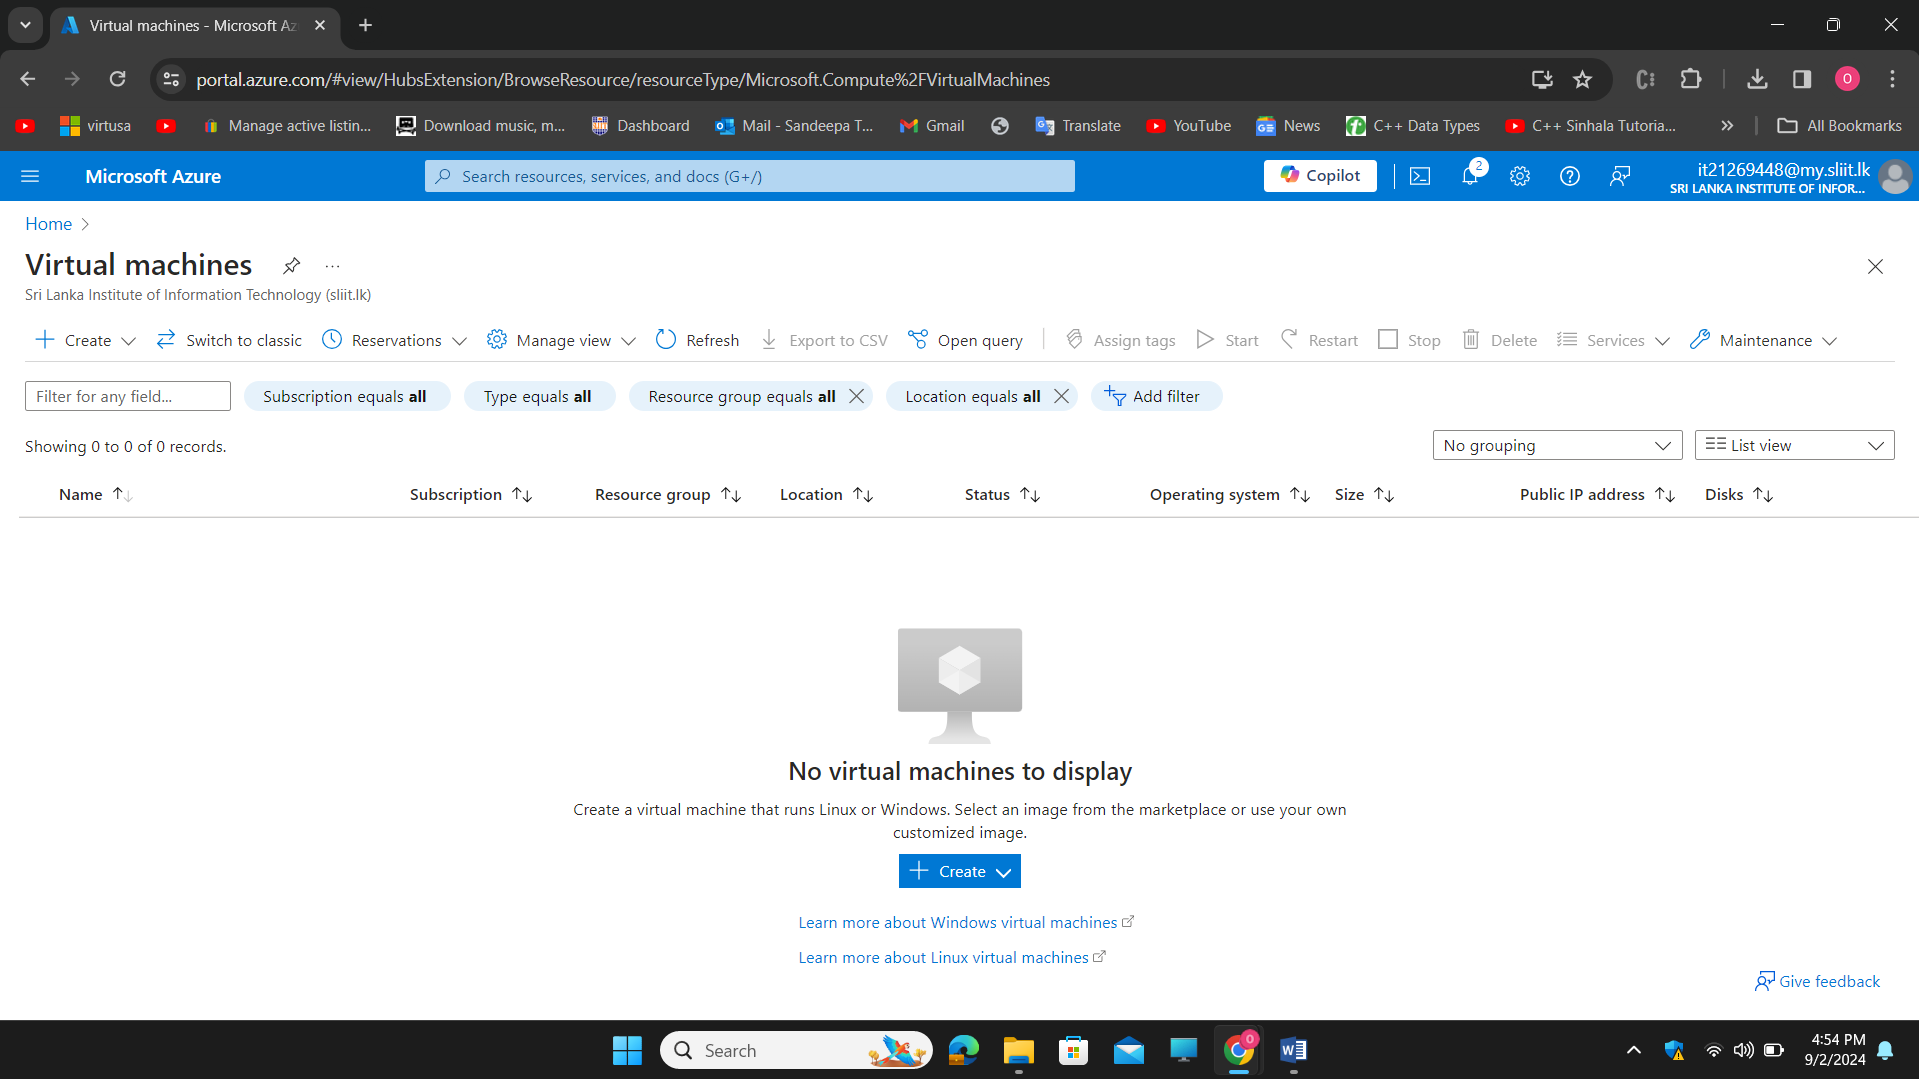 Virtual machines - Microsoft Az
portal.azure.com/#view/HubsExtension/BrowseResource/resourceType/Microsoft.Compute%2FVirtualMachines
O
virtusa
Manage active listin...
Download music, m...
Dashboard
Mail - Sandeepa T...
Gmail
Translate
YouTube
News
C++ Data Types
C++ Sinhala Tutoria...
All Bookmarks
Microsoft Azure
Search resources, services, and docs (G+/)
Copilot
2
it21269448@my.sliit.lk
SRI LANKA INSTITUTE OF INFOR...
Home
Virtual machines
Sri Lanka Institute of Information Technology (sliit.lk)
Create
Switch to classic
Reservations
Manage view
Refresh
Export to CSV
Open query
Assign tags
Start
Restart
Stop
Delete
Services
Maintenance
Filter for any field...
Subscription equals all
Type equals all
Resource group equals all
Location equals all
Add filter
Showing 0 to 0 of 0 records.
No grouping
List view
Name
Subscription
Resource group
Location
Status
Operating system
Size
Public IP address
Disks
No virtual machines to display
Create a virtual machine that runs Linux or Windows. Select an image from the marketplace or use your own
customized image.
Create
Learn more about Windows virtual machines
Learn more about Linux virtual machines
Give feedback
Search
4:54 PM
9/2/2024